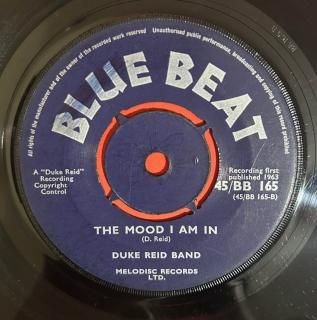 All rights of the manufacturer and of the owner of the recorded work reserved
Unauthorised public performance, broadcasting and copying of this record prohibited
BLUE BEAT
A "Duke Reid"
Recording
Copyright
Control
Recording first
published 1963
45/BB 165
(45/BB 165-B)
THE MOOD I AM IN
(D. Reid)
DUKE REID BAND
MELODISC RECORDS
LTD.